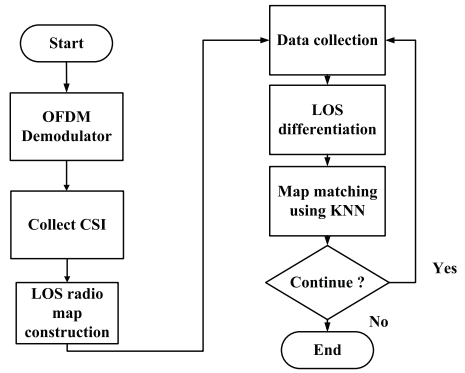 Start
OFDM
Demodulator
Collect CSI
LOS radio
map
construction
Data collection
LOS
differentiation
Map matching
using KNN
Continue ?
Yes
No
End